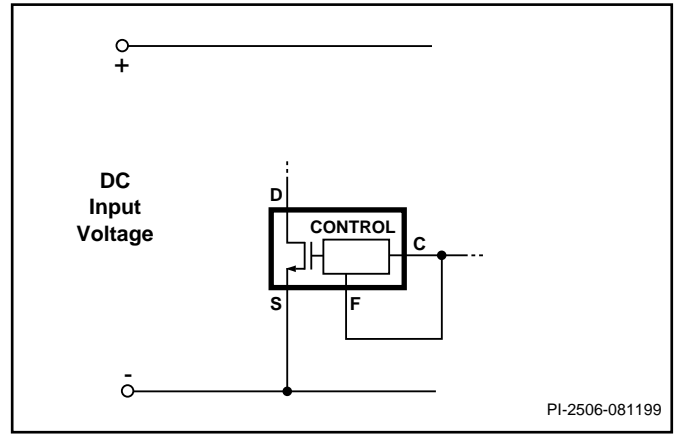 +
DC
Input
Voltage
D
CONTROL
C
S
F
-
PI-2506-081199